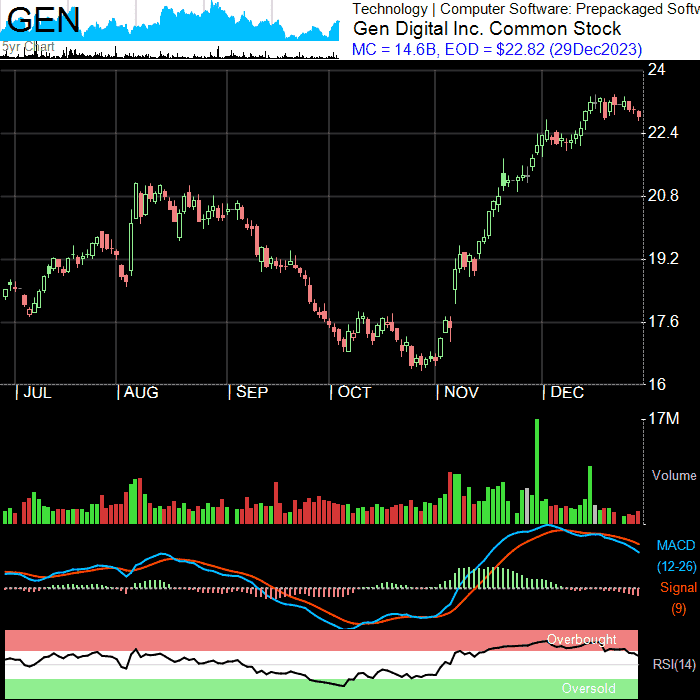 GEN
5yr Chart
Technology | Computer Software: Prepackaged Softw
Gen Digital Inc. Common Stock
MC = 14.6B, EOD = $22.82 (29Dec2023)
24
22.4
20.8
19.2
17.6
16
JUL
AUG
SEP
OCT
NOV
DEC
17M
Volume
MACD
(12-26)
Signal
(9)
Overbought
RSI(14)
Oversold